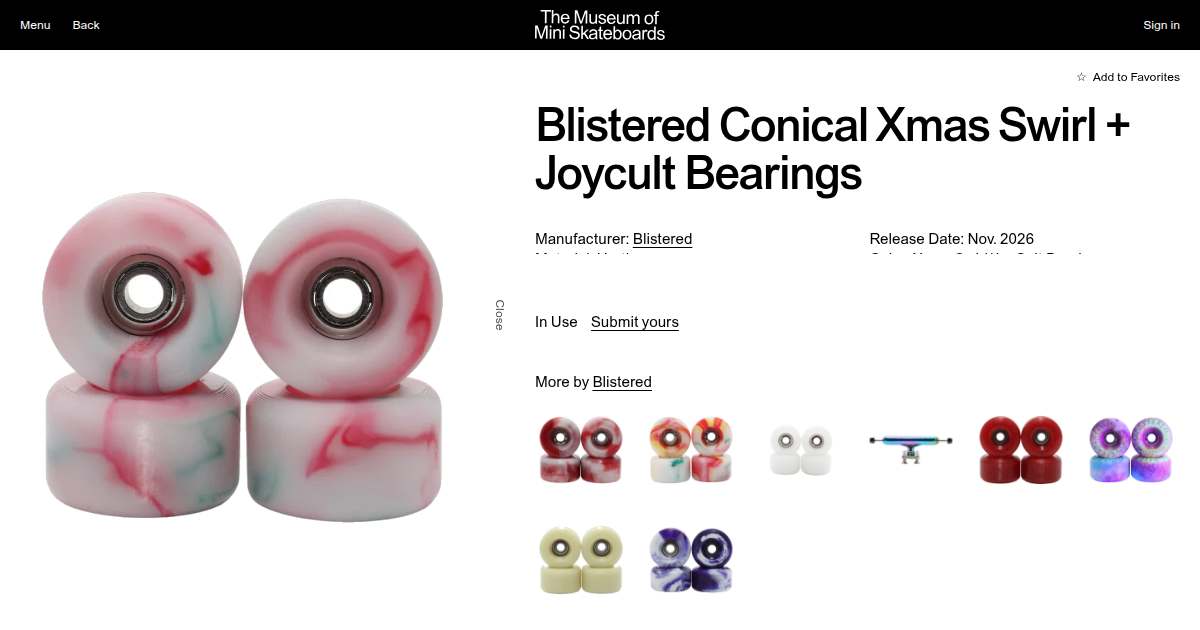 Menu
Back
The Museum of
Mini Skateboards
Sign in
☆ Add to Favorites
Blistered Conical Xmas Swirl +
Joycult Bearings
Manufacturer: Blistered
Release Date: Nov. 2026
Close
In Use Submit yours
More by Blistered